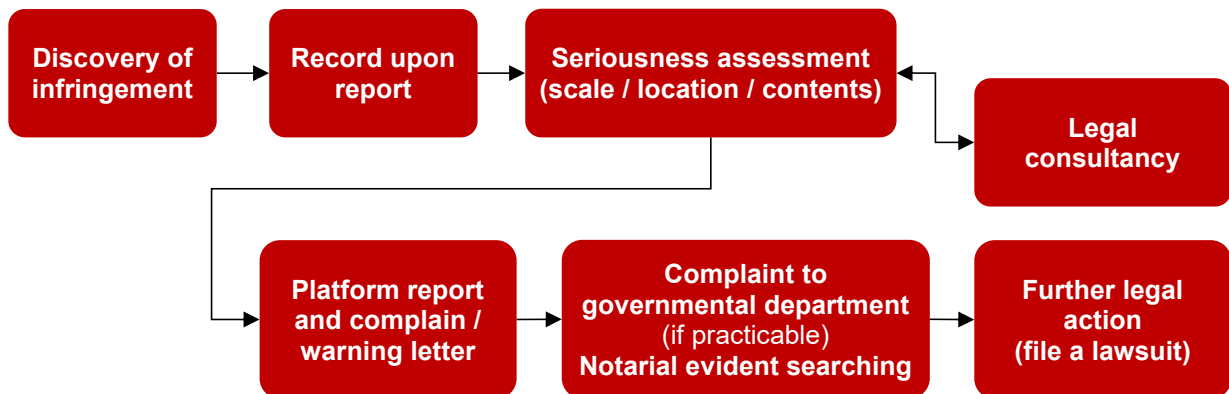 Discovery of
infringement
Record upon
report
Seriousness assessment
(scale / location / contents)
Legal
consultancy
Platform report
and complain /
warning letter
Complaint to
governmental department
(if practicable)
Notarial evident searching
Further legal
action
(file a lawsuit)